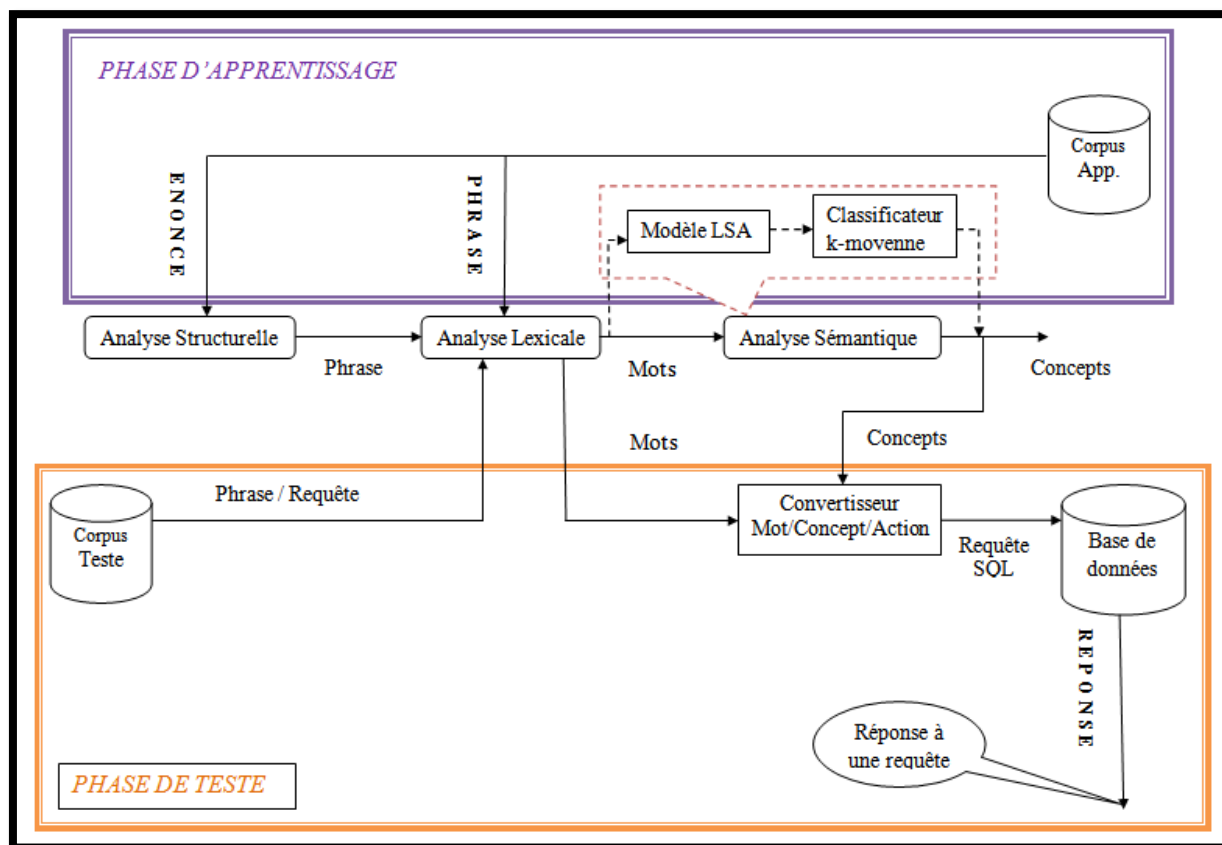 PHASE D'APPRENTISSAGE
Corpus
App.
ENONCE
PHRASE
Modèle LSA
Classificateur
k-movenne
Analyse Structurelle
Analyse Lexicale
Analyse Sémantique
Phrase
Mots
Concepts
Mots
Concepts
Phrase / Requête
Corpus
Teste
Convertisseur
Mot/Concept/Action
Requête
SQL
Base de
données
REPONSE
Réponse à
une requête
PHASE DE TESTE